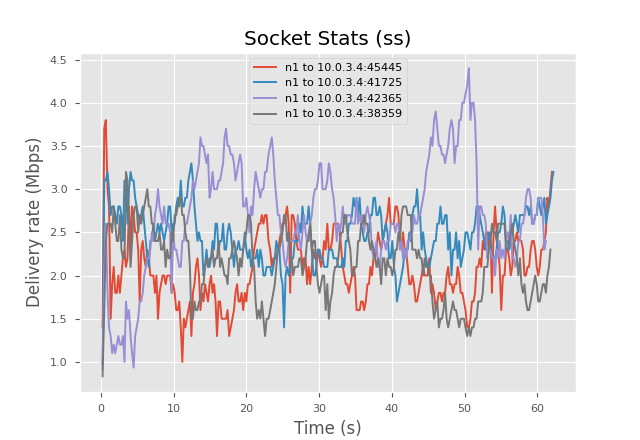 Socket Stats (ss)
n1 to 10.0.3.4:45445
n1 to 10.0.3.4:41725
n1 to 10.0.3.4:42365
n1 to 10.0.3.4:38359
Delivery rate (Mbps)
4.5
4.0
3.5
3.0
2.5
2.0
1.5
1.0
0 10 20 30 40 50 60
Time (s)